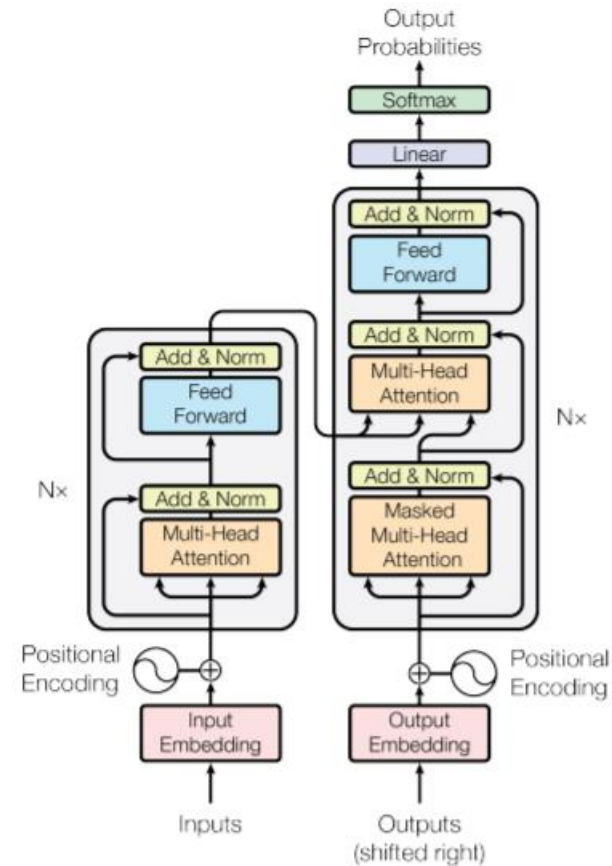 Output
Probabilities
Softmax
Linear
Add & Norm
Feed
Forward
Add & Norm
Multi-Head
Attention
Add & Norm
Masked
Multi-Head
Attention
Nx
Add & Norm
Feed
Forward
Add & Norm
Multi-Head
Attention
Nx
Positional
Encoding
Positional
Encoding
Input
Embedding
Output
Embedding
Inputs
Outputs
(shifted right)